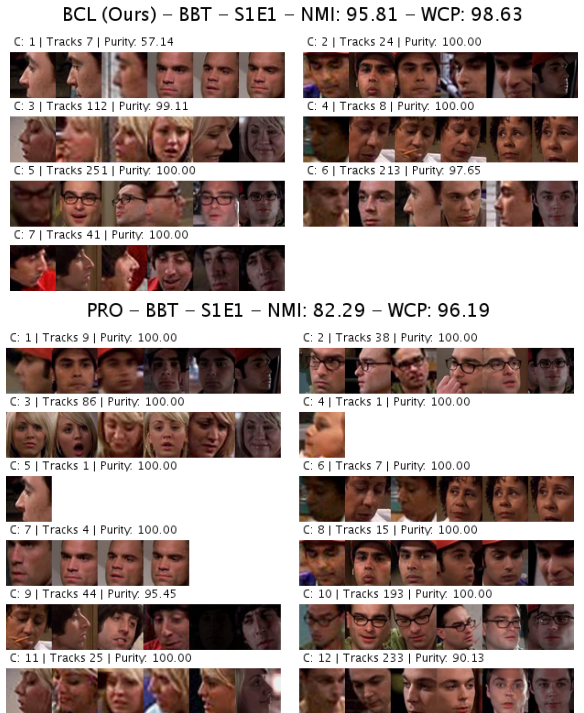 BCL (Ours) – BBT – S1E1 – NMI: 95.81 – WCP: 98.63
C: 1 | Tracks 7 | Purity: 57.14
C: 2 | Tracks 24 | Purity: 100.00
C: 3 | Tracks 112 | Purity: 99.11
C: 4 | Tracks 8 | Purity: 100.00
C: 5 | Tracks 251 | Purity: 100.00
C: 6 | Tracks 213 | Purity: 97.65
C: 7 | Tracks 41 | Purity: 100.00
PRO – BBT – S1E1 – NMI: 82.29 – WCP: 96.19
C: 1 | Tracks 9 | Purity: 100.00
C: 2 | Tracks 38 | Purity: 100.00
C: 3 | Tracks 86 | Purity: 100.00
C: 4 | Tracks 1 | Purity: 100.00
C: 5 | Tracks 1 | Purity: 100.00
C: 6 | Tracks 7 | Purity: 100.00
C: 7 | Tracks 4 | Purity: 100.00
C: 8 | Tracks 15 | Purity: 100.00
C: 9 | Tracks 44 | Purity: 95.45
C: 10 | Tracks 193 | Purity: 100.00
C: 11 | Tracks 25 | Purity: 100.00
C: 12 | Tracks 233 | Purity: 90.13